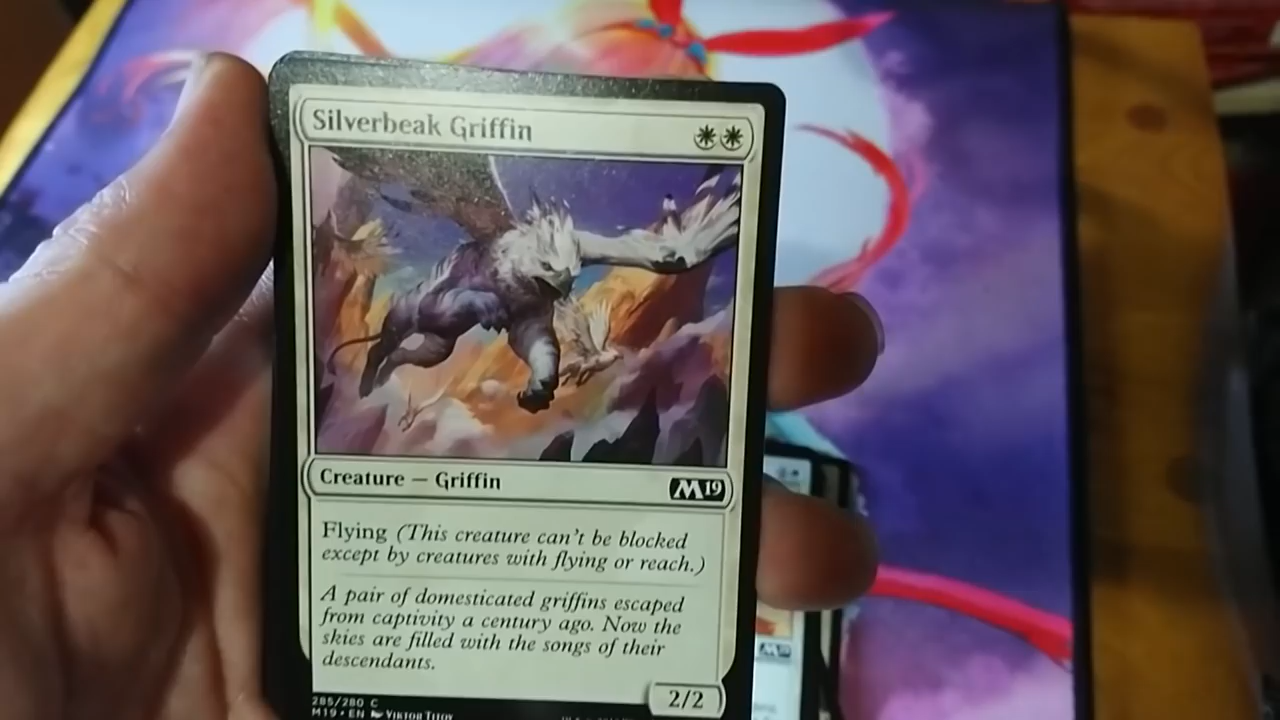 Silverbeak Griffin
Creature — Griffin
M19
Flying (This creature can't be blocked
except by creatures with flying or reach.)
A pair of domesticated griffins escaped
from captivity a century ago. Now the
skies are filled with the songs of their
descendants.
2/2
285/280 C
M19 • EN Viktor Titov